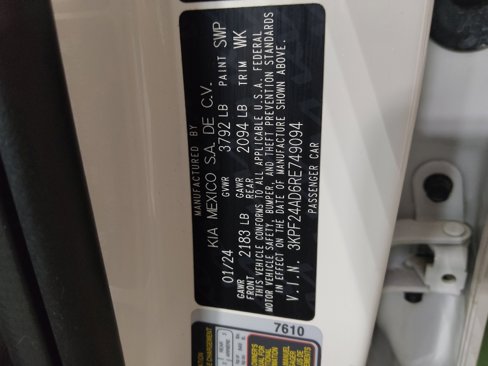 MANUFACTURED BY
KIA MEXICO S.A. DE C.V.
01/24 GVWR 3792 LB PAINT SWP
GAWR FRONT 2183 LB GAWR REAR 2094 LB TRIM WK
THIS VEHICLE CONFORMS TO ALL APPLICABLE U.S.A. FEDERAL
MOTOR VEHICLE SAFETY BUMPER, AND THEFT PREVENTION STANDARDS
IN EFFECT ON THE DATE OF MANUFACTURE SHOWN ABOVE.
V.I.N. 3KPF24AD6RE749094
PASSENGER CAR
7610